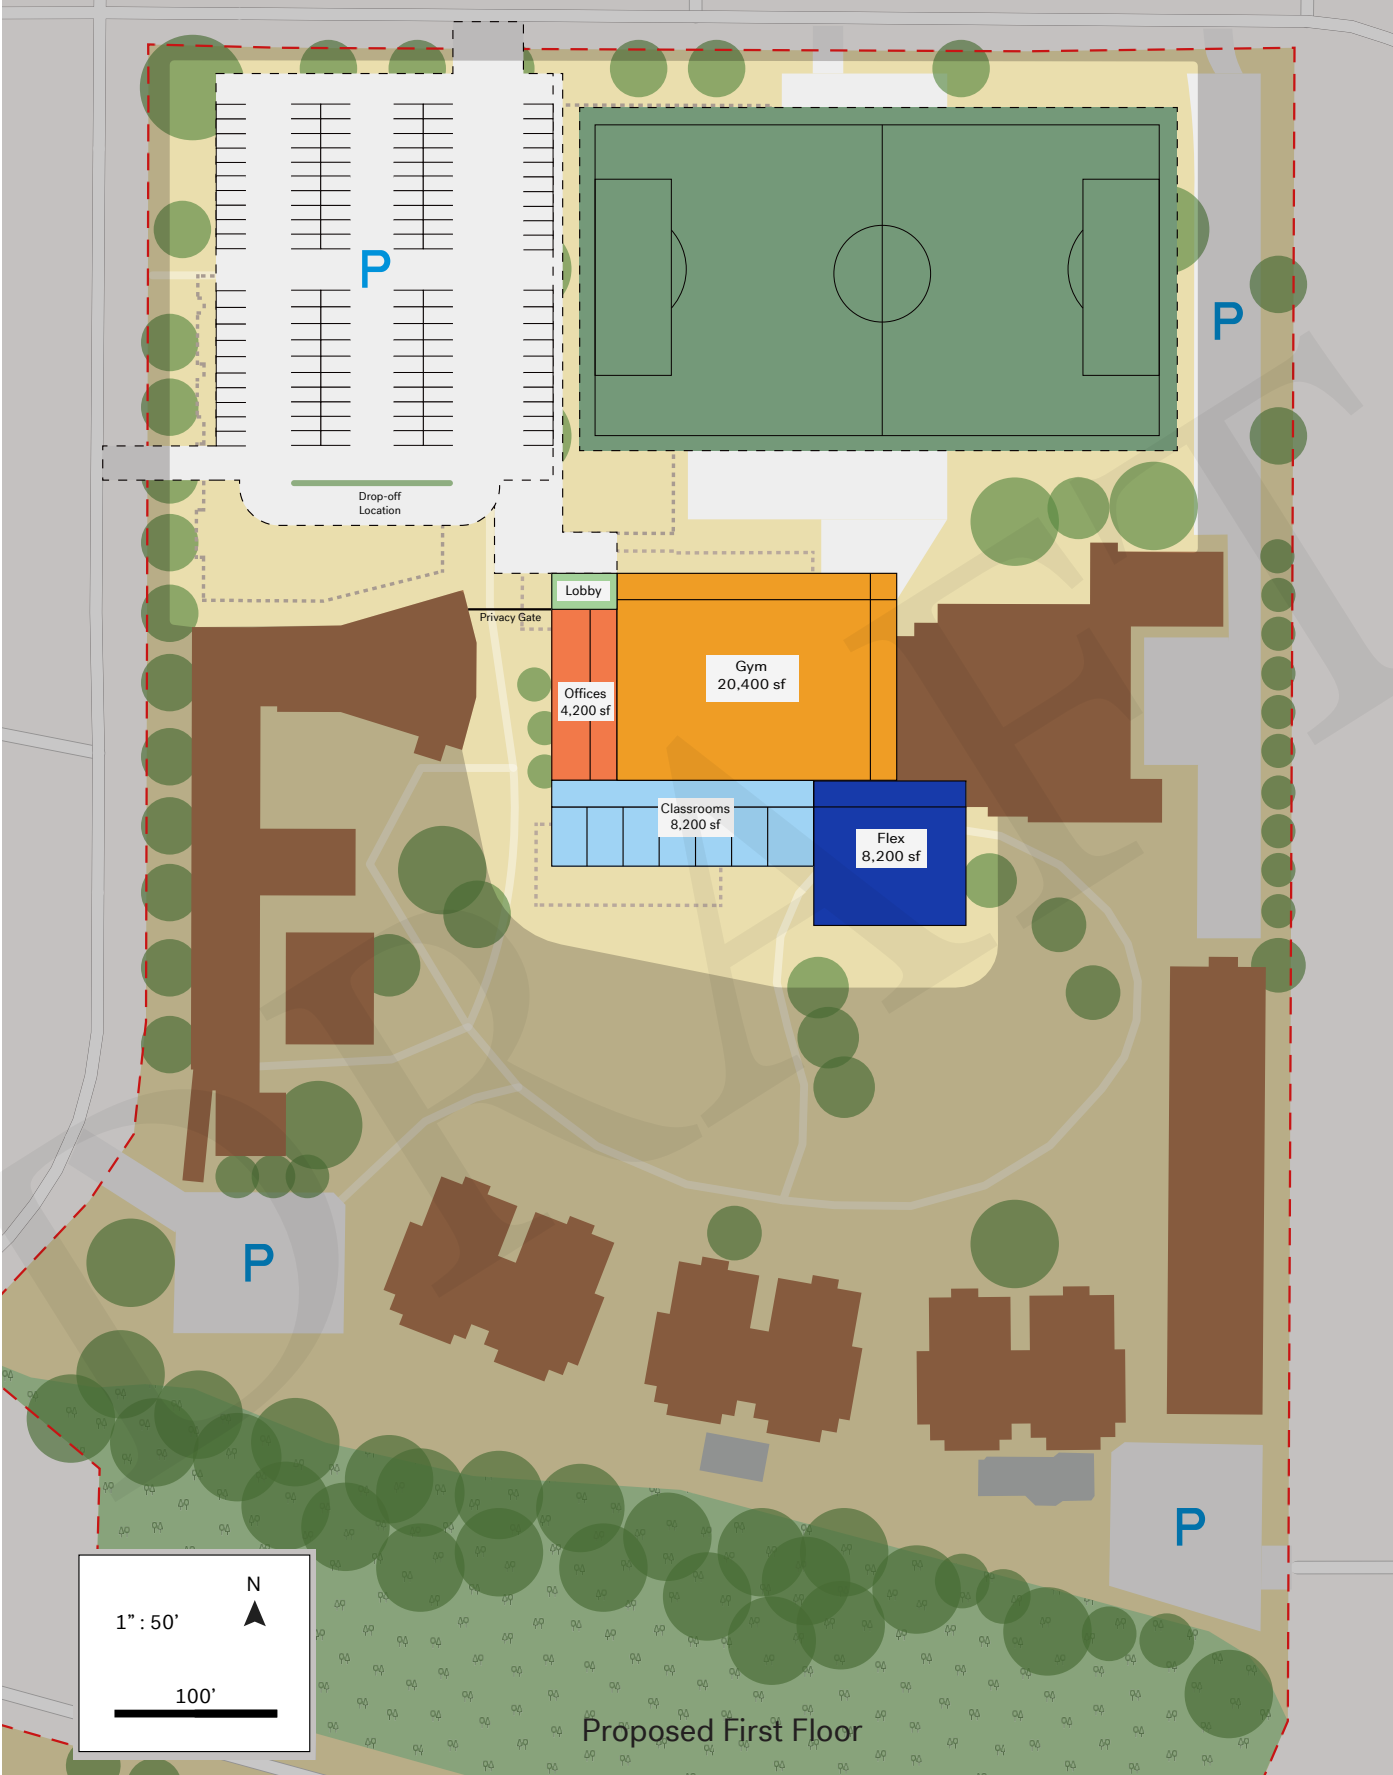 P
P
Drop-off
Location
Lobby
Privacy Gate
Gym
20,400 sf
Offices
4,200 sf
Classrooms
8,200 sf
Flex
8,200 sf
P
P
N
1” : 50’
100’
Proposed First Floor
DRAFT